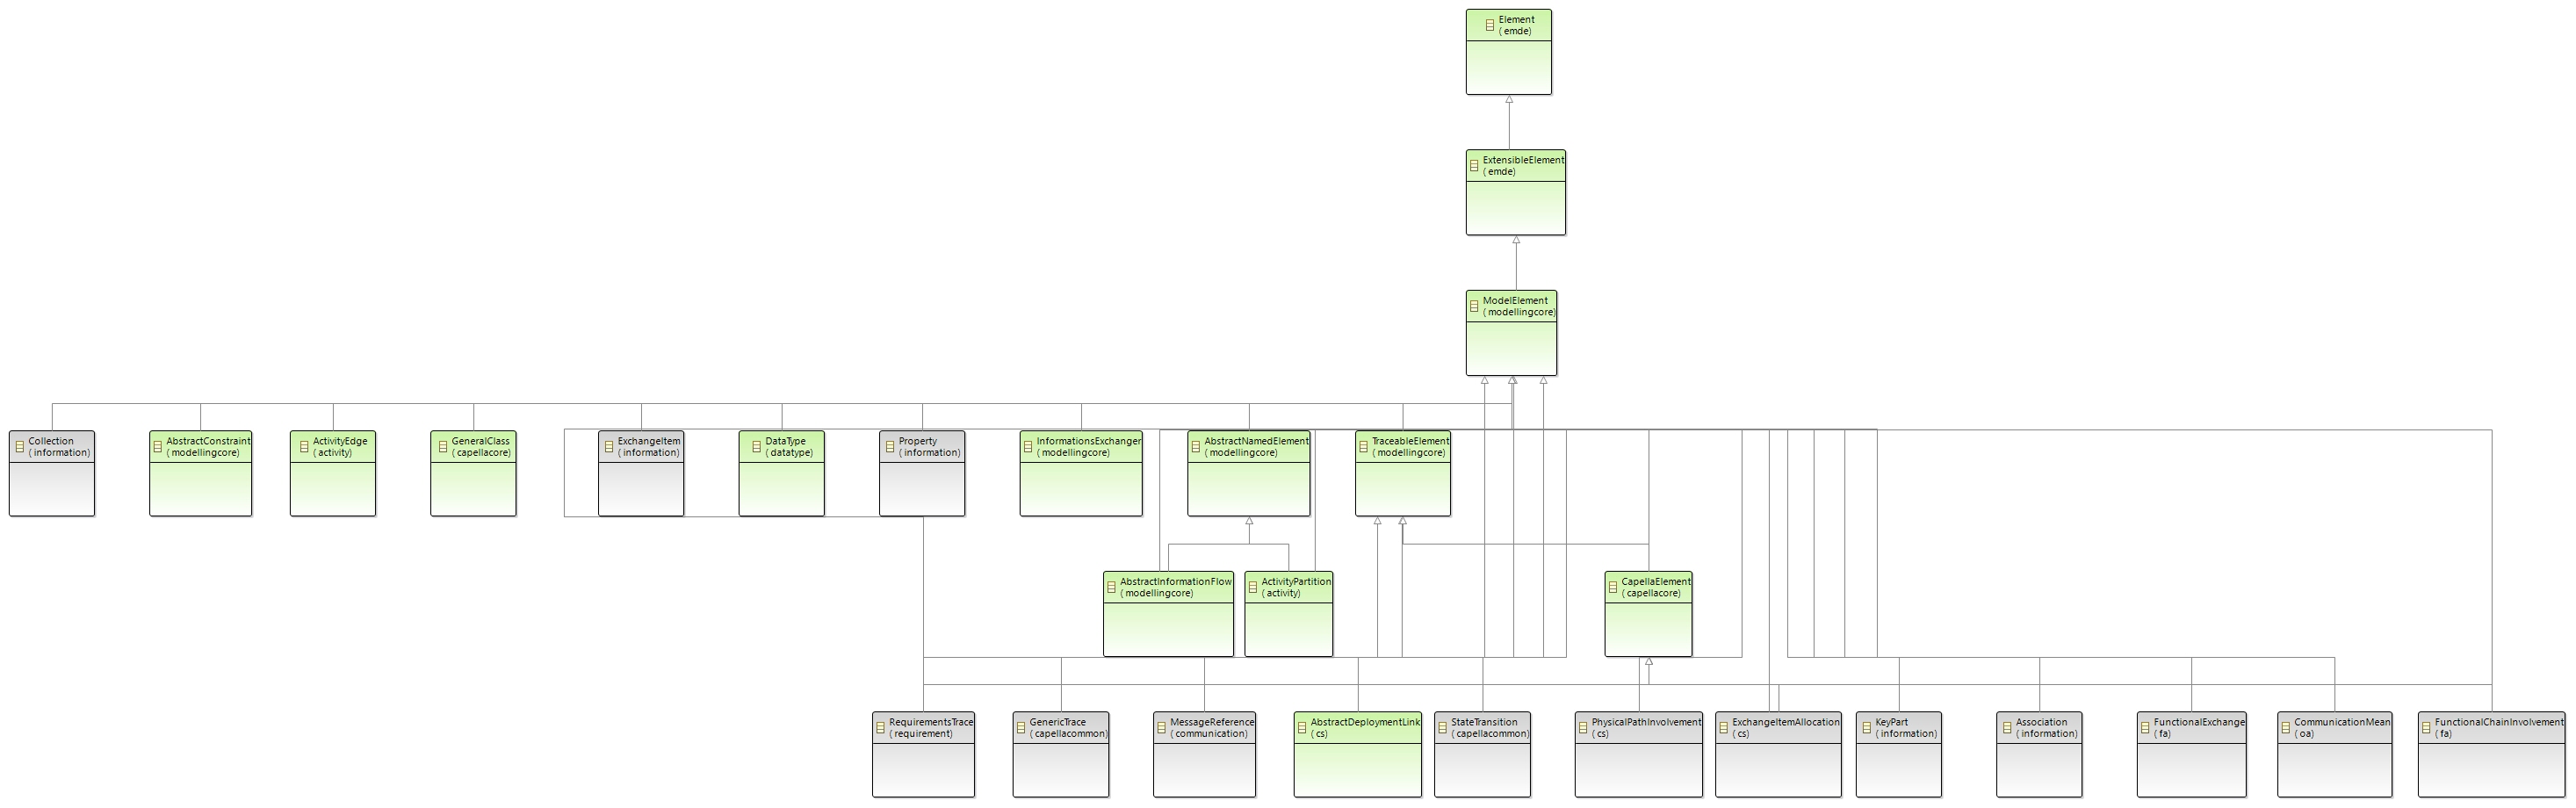 Element
( emde)
ExtensibleElement
( emde)
ModelElement
( modellingcore)
Collection
( information)
AbstractConstraint
( modellingcore)
ActivityEdge
( activity)
GeneralClass
( capellacore)
ExchangeItem
( information)
DataType
( datatype)
Property
( information)
InformationsExchanger
( modellingcore)
AbstractNamedElement
( modellingcore)
TraceableElement
( modellingcore)
AbstractInformationFlow
( modellingcore)
ActivityPartition
( activity)
CapellaElement
( capellacore)
RequirementsTrace
( requirement)
GenericTrace
( capellacommon)
MessageReference
( communication)
AbstractDeploymentLink
( cs)
StateTransition
( capellacommon)
PhysicalPathInvolvement
( cs)
ExchangeItemAllocation
( cs)
KeyPart
( information)
Association
( information)
FunctionalExchange
( fa)
CommunicationMean
( oa)
FunctionalChainInvolvement
( fa)